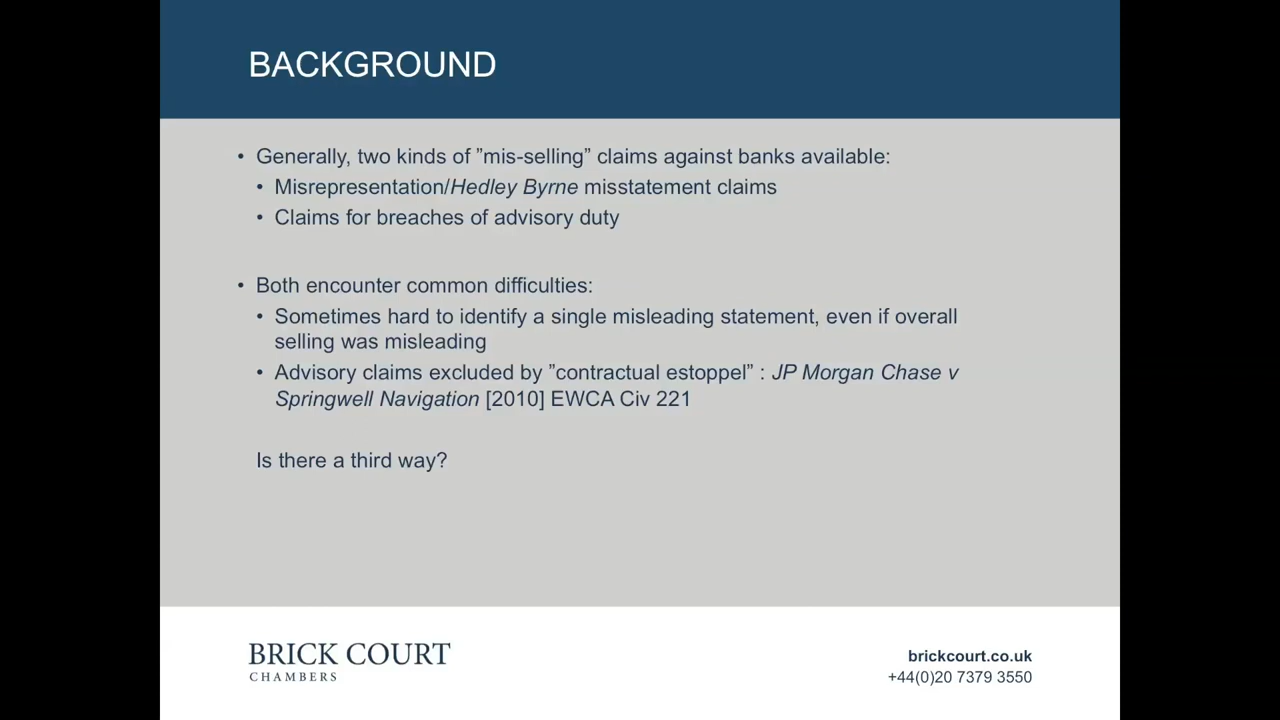 BACKGROUND
• Generally, two kinds of ”mis-selling” claims against banks available:
• Misrepresentation/Hedley Byrne misstatement claims
• Claims for breaches of advisory duty
• Both encounter common difficulties:
• Sometimes hard to identify a single misleading statement, even if overall
selling was misleading
• Advisory claims excluded by ”contractual estoppel” : JP Morgan Chase v
Springwell Navigation [2010] EWCA Civ 221
Is there a third way?
BRICK COURT
CHAMBERS
brickcourt.co.uk
+44(0)20 7379 3550